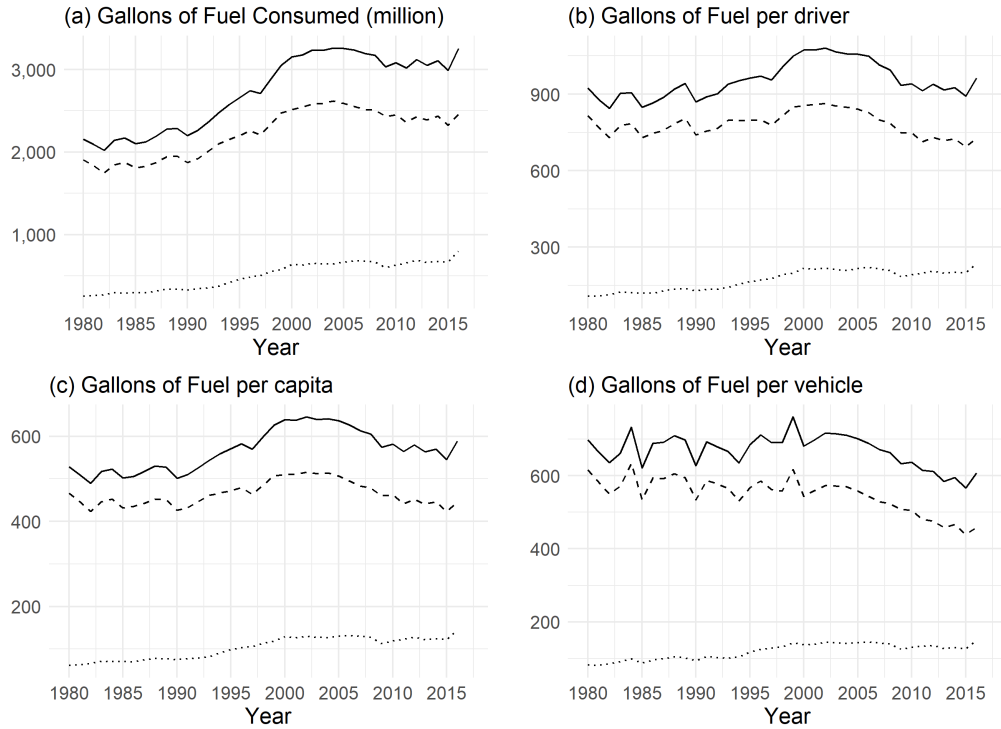 (a) Gallons of Fuel Consumed (million)
3,000
2,000
1,000
1980 1985 1990 1995 2000 2005 2010 2015
Year
(b) Gallons of Fuel per driver
900
600
300
1980 1985 1990 1995 2000 2005 2010 2015
Year
(c) Gallons of Fuel per capita
600
400
200
1980 1985 1990 1995 2000 2005 2010 2015
Year
(d) Gallons of Fuel per vehicle
600
400
200
1980 1985 1990 1995 2000 2005 2010 2015
Year